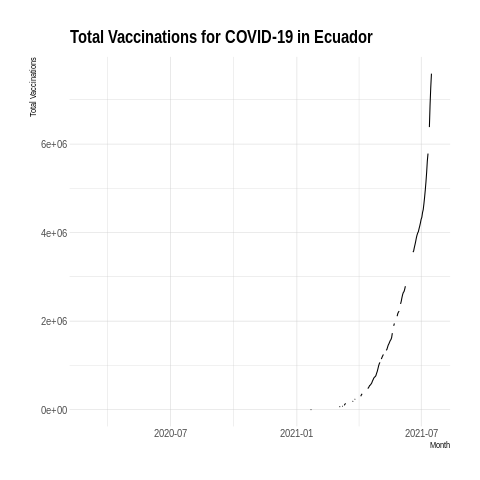 Total Vaccinations for COVID-19 in Ecuador
Total Vaccinations
6e+06
4e+06
2e+06
0e+00
2020-07
2021-01
2021-07
Month